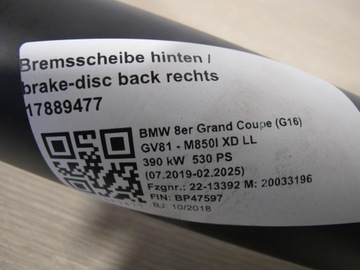 Bremsscheibe hinten /
brake-disc back rechts
17889477
BMW 8er Grand Coupe (G16)
GV81 - M850I XD LL
390 kW 530 PS
(07.2019-02.2025)
Fzgnr.: 22-13392 M: 20033196
FIN: BP47597
BJ: 10/2018